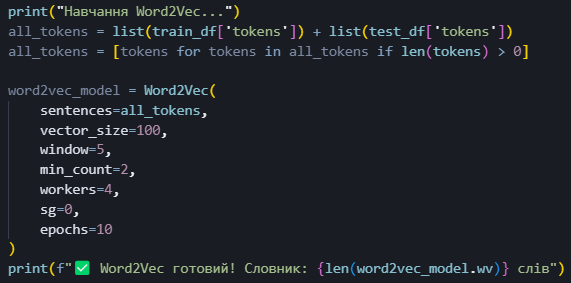 print("Навчання Word2Vec...")
all_tokens = list(train_df['tokens']) + list(test_df['tokens'])
all_tokens = [tokens for tokens in all_tokens if len(tokens) > 0]
word2vec_model = Word2Vec(
    sentences=all_tokens,
    vector_size=100,
    window=5,
    min_count=2,
    workers=4,
    sg=0,
    epochs=10
)
print(f"✅ Word2Vec готовий! Словник: {len(word2vec_model.wv)} слів")